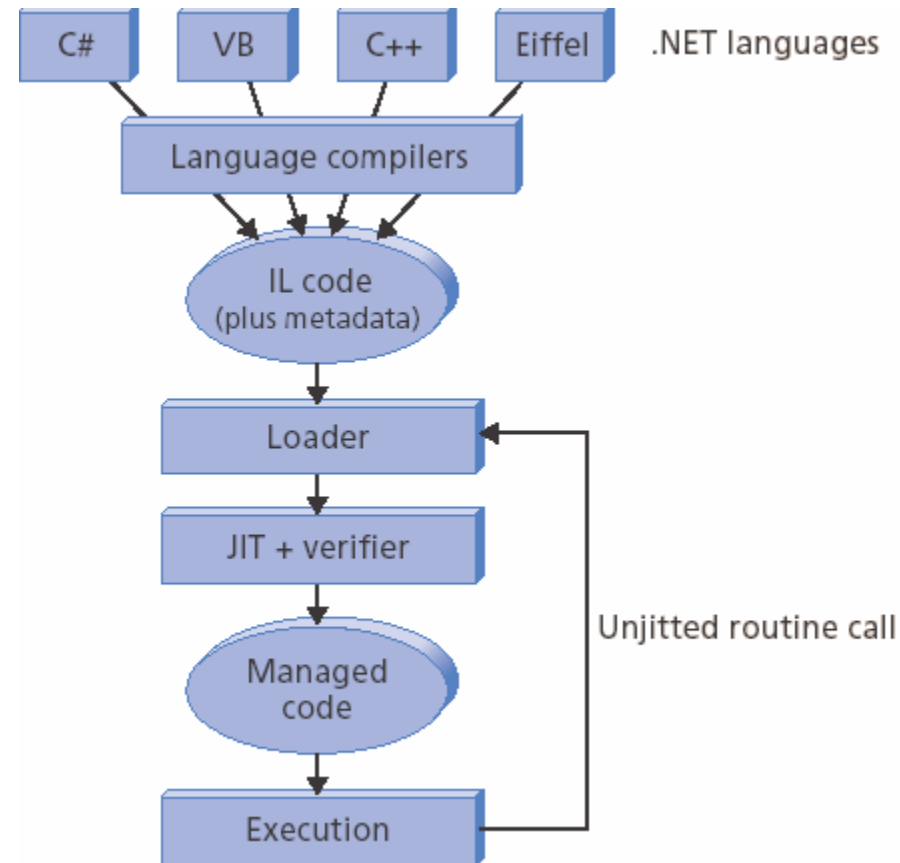 C# VB C++ Eiffel .NET languages
Language compilers
IL code
(plus metadata)
Loader
JIT + verifier
Unjitted routine call
Managed
code
Execution